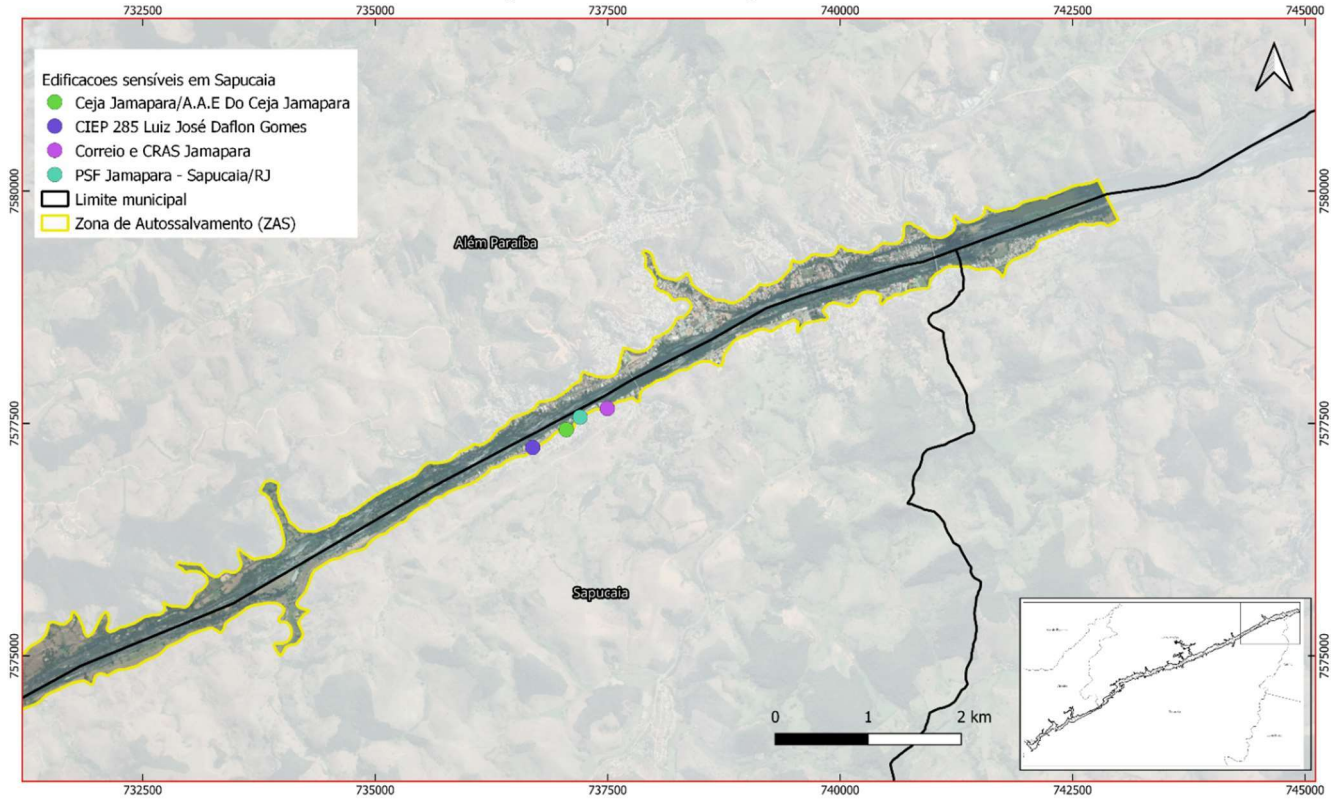 732500
735000
737500
740000
742500
745000
Edificacoes sensíveis em Sapucaia
Ceja Jamapara/A.A.E Do Ceja Jamapara
CIEP 285 Luiz José Daflon Gomes
Correio e CRAS Jamapara
PSF Jamapara - Sapucaia/RJ
Limite municipal
Zona de Autossalvamento (ZAS)
7580000
7580000
Além Paraíba
7577500
7577500
Sapucaia
7575000
7575000
0 1 2 km
732500
735000
737500
740000
742500
745000